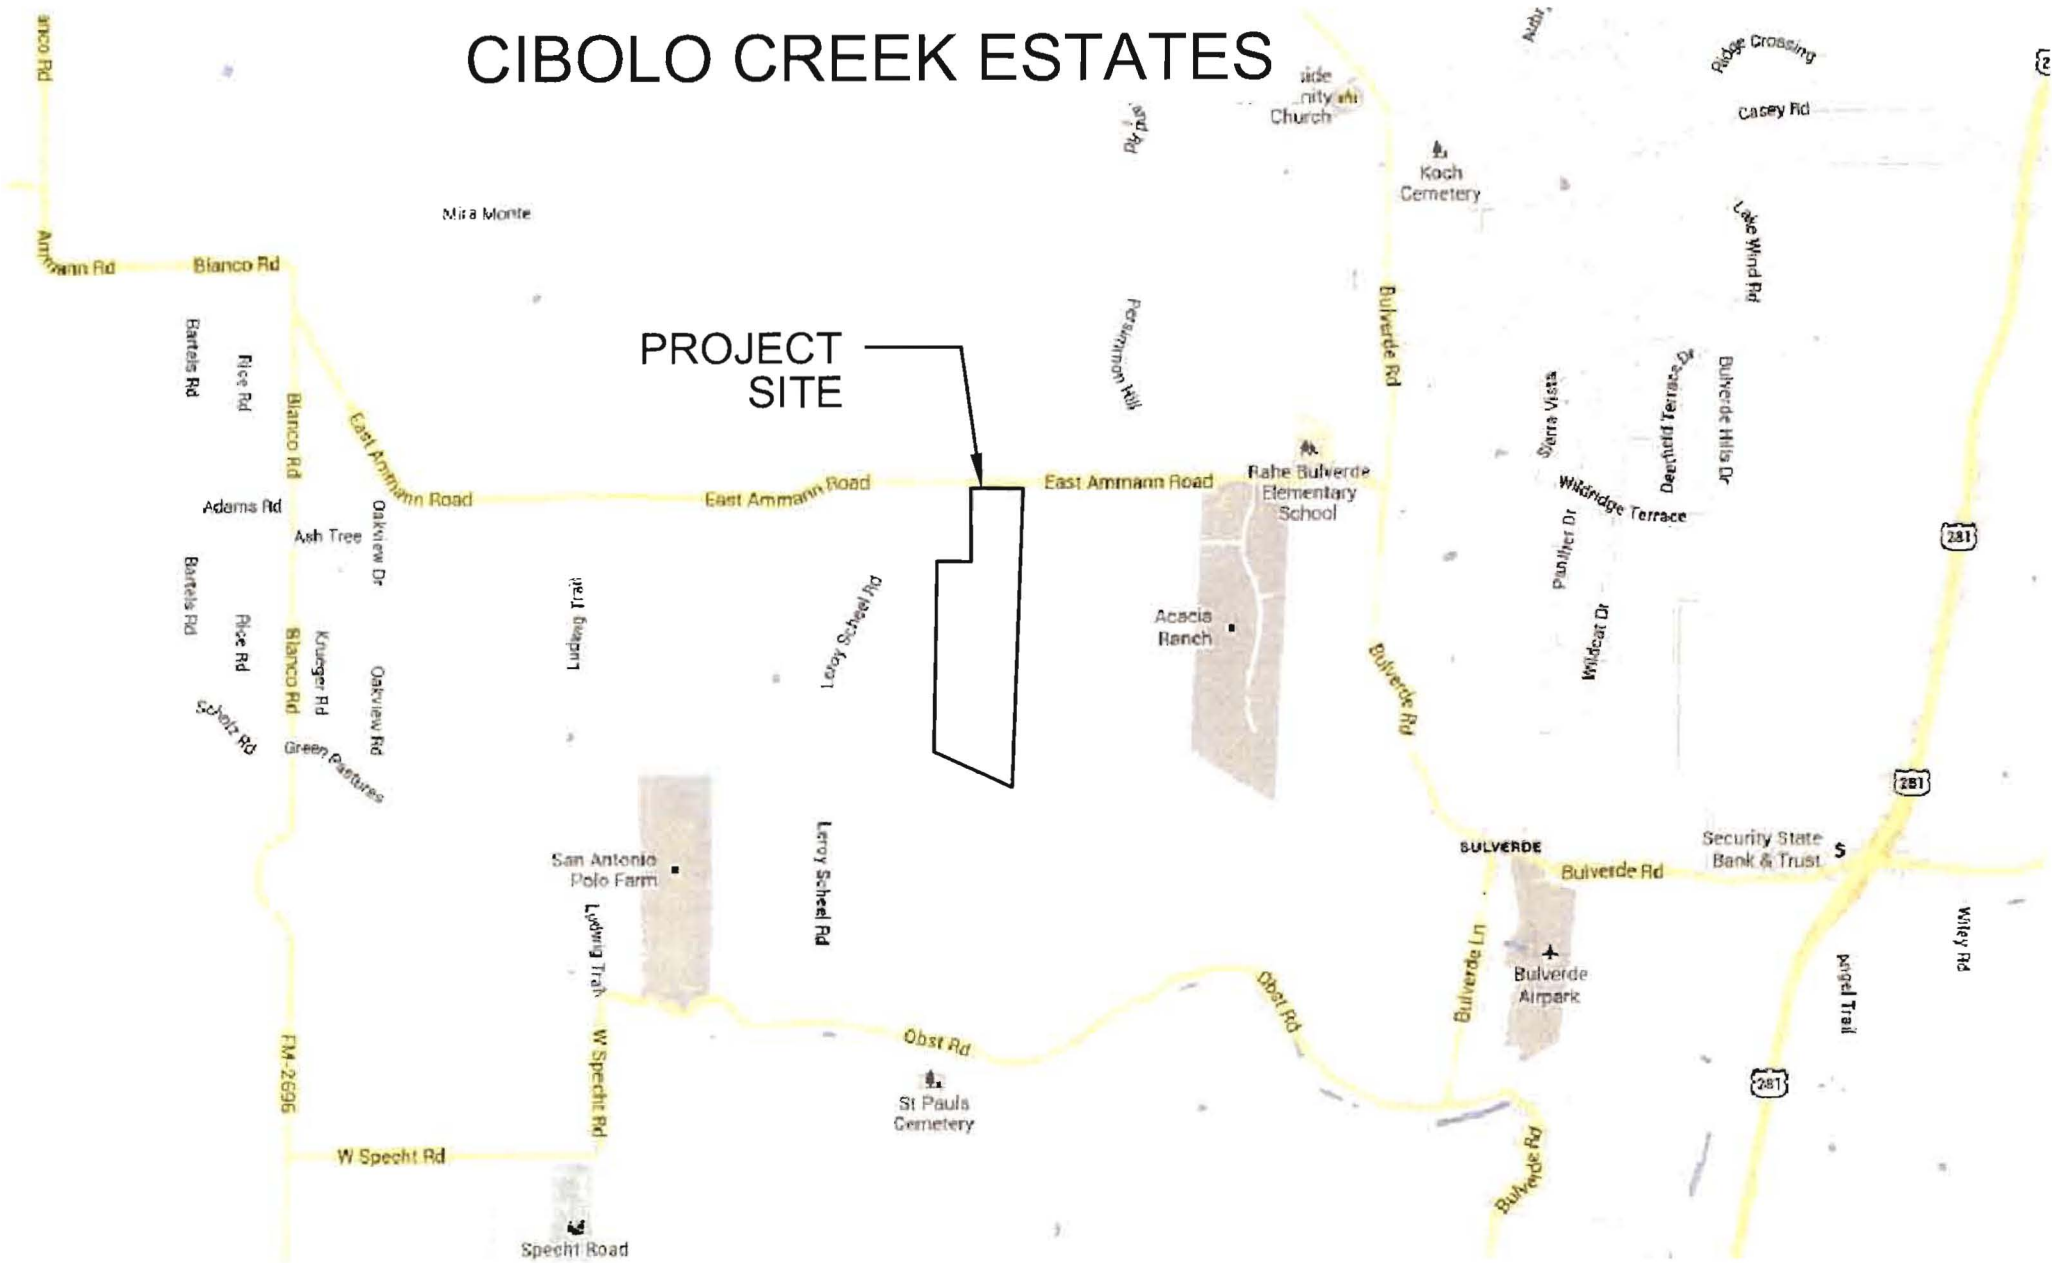 CIBOLO CREEK ESTATES
Ridge Crossing
Casey Rd
Church
Koch
Cemetery
Mira Monte
Lake Wind Rd
Ammann Rd
Blanco Rd
Bulverde Rd
Persimmon Hill
PROJECT
SITE
Bartels Rd
Rice Rd
Blanco Rd
East Ammann Road
East Ammann Road
East Ammann Road
Rahe Bulverde
Elementary
School
Sierra Vista
Deerfield Terrace Dr
Bulverde Hills Dr
Wildridge Terrace
Panther Dr
Wildcat Dr
281
Adams Rd
Ash Tree
Oakview Dr
Bartels Rd
Rice Rd
Blanco Rd
Krueger Rd
Oakview Rd
Scholz Rd
Green Pastures
Ludwig Trail
Leroy Scheel Rd
Acacia
Ranch
Bulverde Rd
281
San Antonio
Polo Farm
Leroy Scheel Rd
BULVERDE
Bulverde Rd
Security State
Bank & Trust
$
Ludwig Trail
Bulverde Ln
Bulverde
Airpark
Wiley Rd
Angel Trail
Obst Rd
Obst Rd
281
FM-2696
W Specht Rd
St Pauls
Cemetery
W Specht Rd
Bulverde Rd
Specht Road